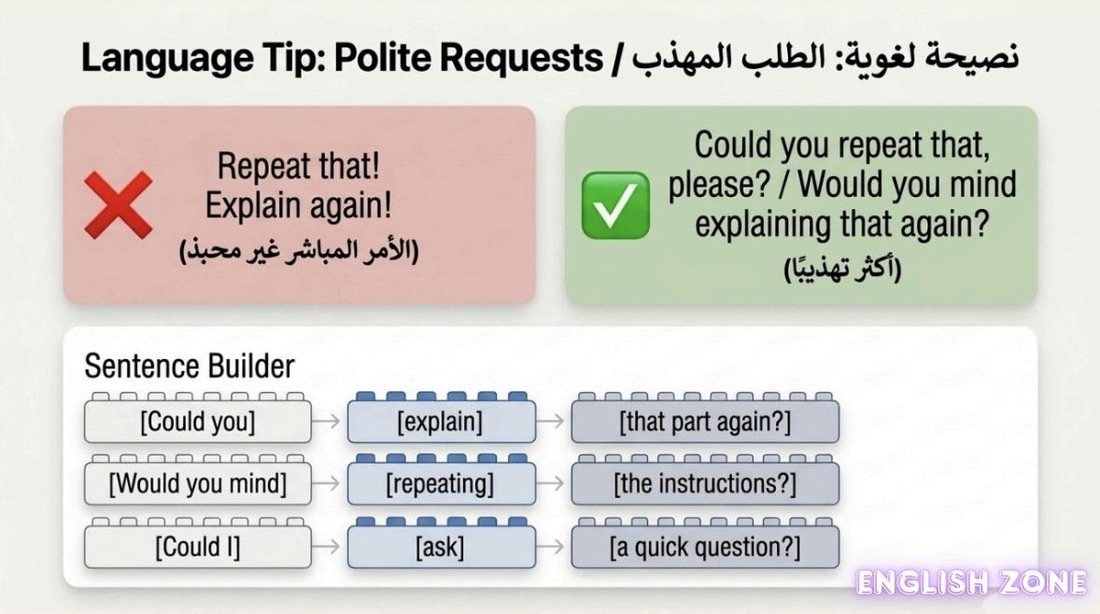 Language Tip: Polite Requests / نصيحة لغوية: الطلب المهذب
Repeat that!
Explain again!
(الأمر المباشر غير محبذ)
Could you repeat that,
please? / Would you mind
explaining that again?
(أكثر تهذيبًا)
Sentence Builder
[Could you] [explain] [that part again?]
[Would you mind] [repeating] [the instructions?]
[Could I] [ask] [a quick question?]
ENGLISH ZONE